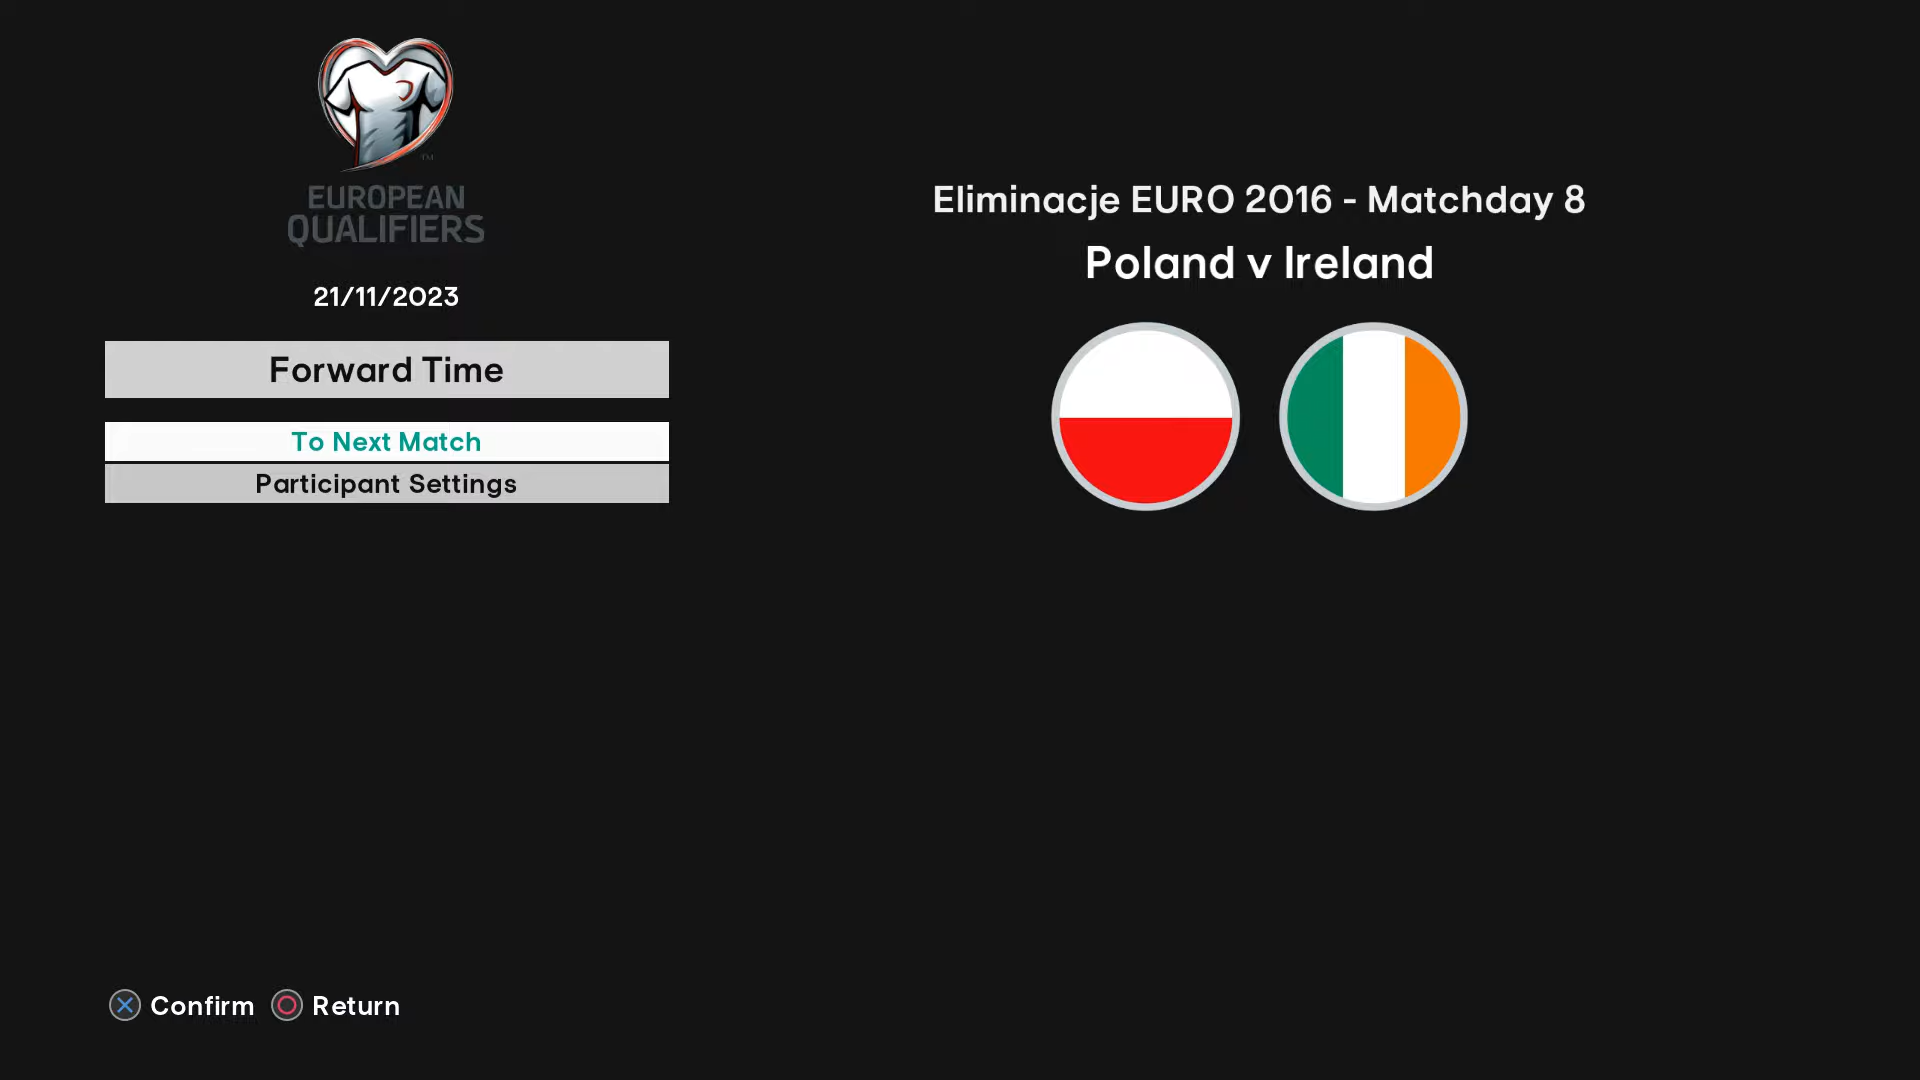 TM
EUROPEAN
QUALIFIERS
21/11/2023
Forward Time
To Next Match
Participant Settings
Eliminacje EURO 2016 - Matchday 8
Poland v Ireland
Confirm Return